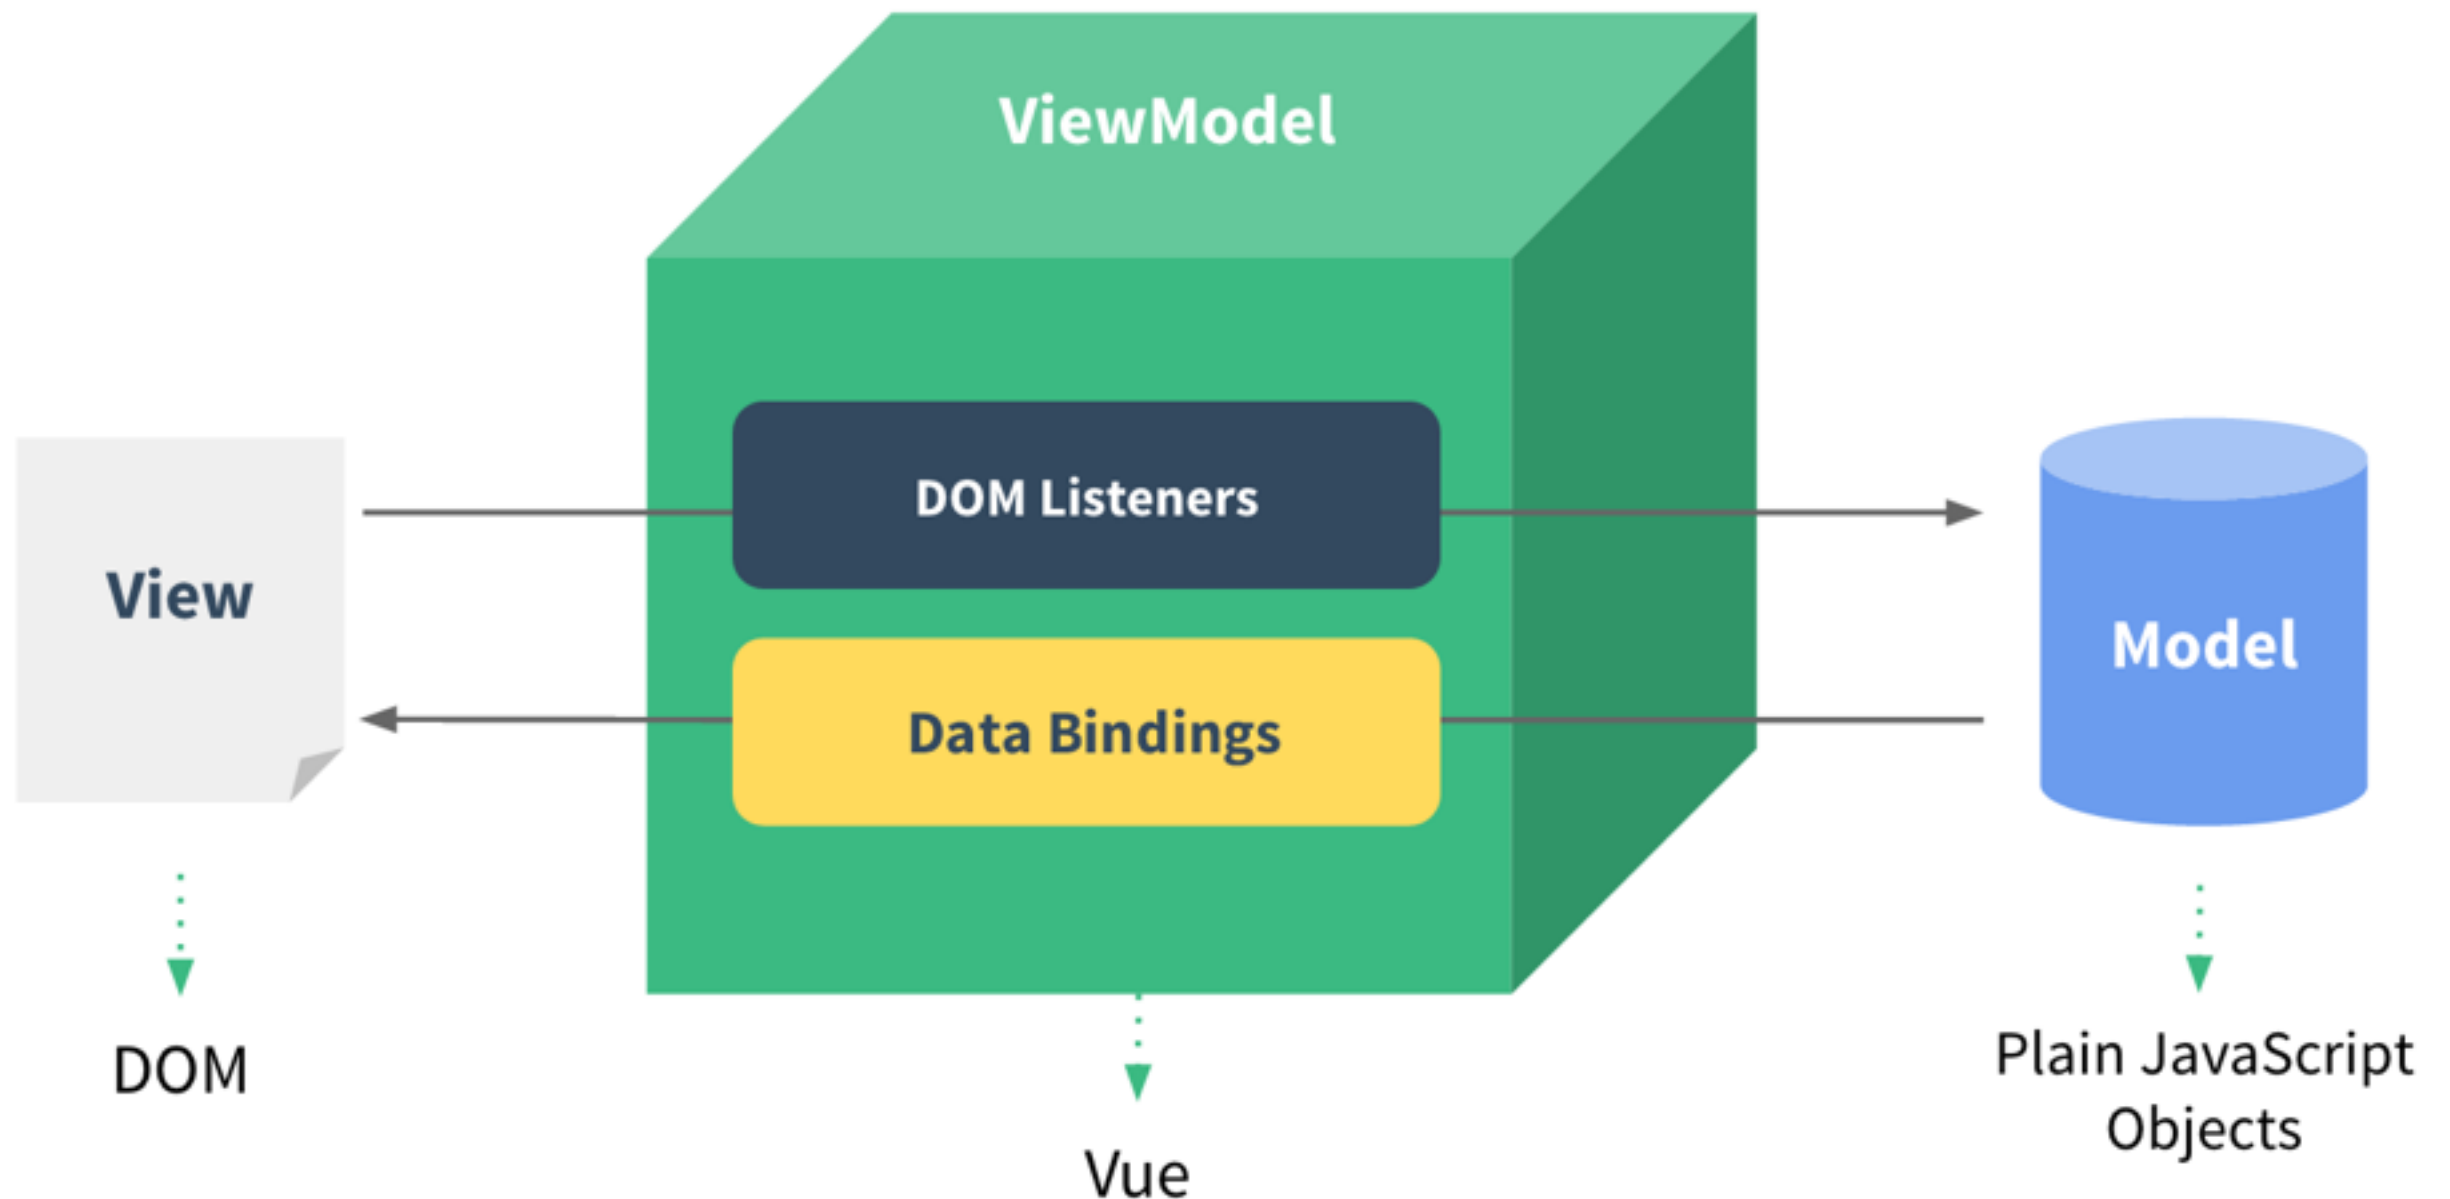 ViewModel
DOM Listeners
View
Model
Data Bindings
DOM
Plain JavaScript
Objects
Vue